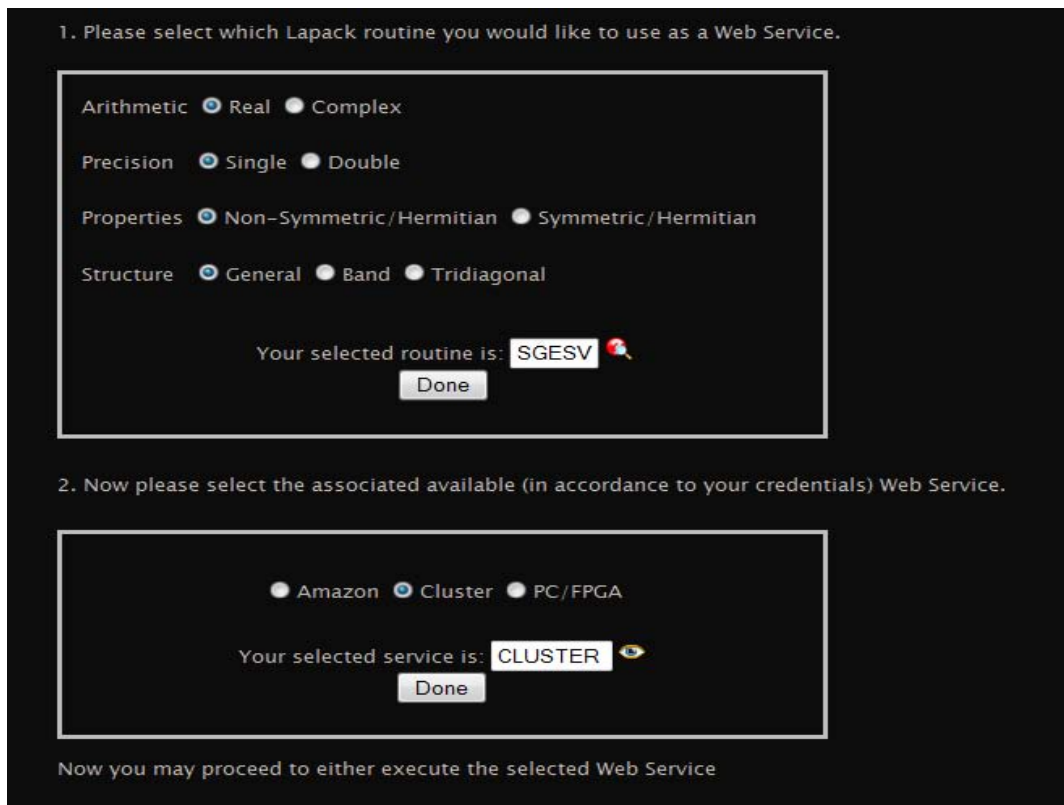 1. Please select which Lapack routine you would like to use as a Web Service.
Arithmetic Real Complex
Precision Single Double
Properties Non-Symmetric/Hermitian Symmetric/Hermitian
Structure General Band Tridiagonal
Your selected routine is: SGESV
Done
2. Now please select the associated available (in accordance to your credentials) Web Service.
Amazon Cluster PC/FPGA
Your selected service is: CLUSTER
Done
Now you may proceed to either execute the selected Web Service